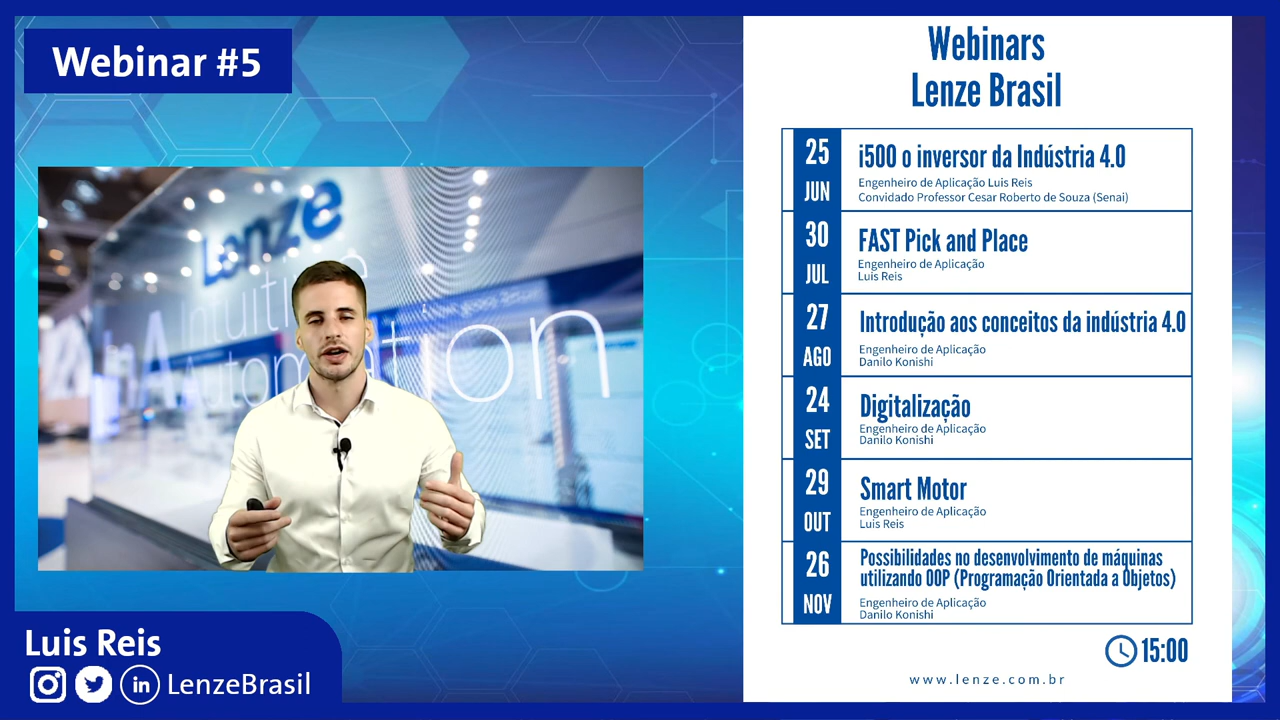 Webinar #5
Lenze
Intuitive
Automation
Luis Reis
LenzeBrasil
Webinars
Lenze Brasil
25
JUN
i500 o inversor da Indústria 4.0
Engenheiro de Aplicação Luis Reis
Convidado Professor Cesar Roberto de Souza (Senai)
30
JUL
FAST Pick and Place
Engenheiro de Aplicação
Luis Reis
27
AGO
Introdução aos conceitos da indústria 4.0
Engenheiro de Aplicação
Danilo Konishi
24
SET
Digitalização
Engenheiro de Aplicação
Danilo Konishi
29
OUT
Smart Motor
Engenheiro de Aplicação
Luis Reis
26
NOV
Possibilidades no desenvolvimento de máquinas
utilizando OOP (Programação Orientada a Objetos)
Engenheiro de Aplicação
Danilo Konishi
15:00
www.lenze.com.br